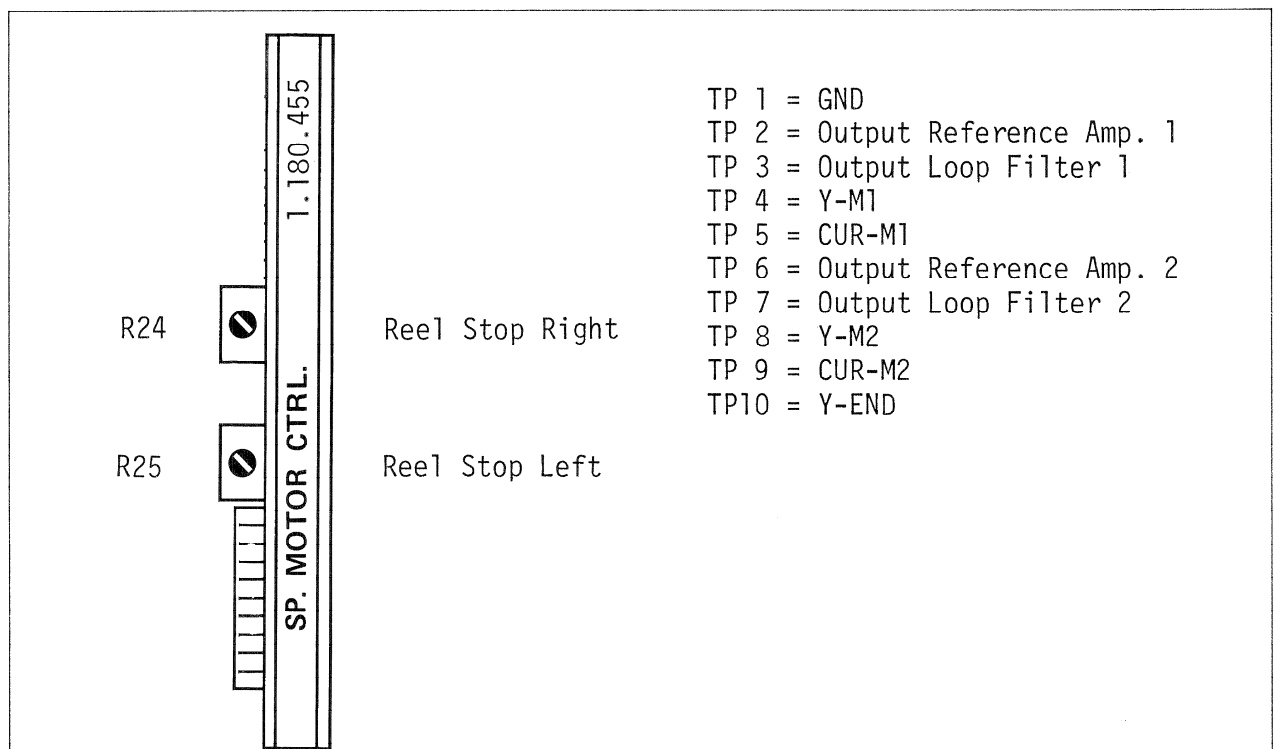 SP. MOTOR CTRL. 1.180.455
R24
Reel Stop Right
R25
Reel Stop Left
TP 1 = GND
TP 2 = Output Reference Amp. 1
TP 3 = Output Loop Filter 1
TP 4 = Y-M1
TP 5 = CUR-M1
TP 6 = Output Reference Amp. 2
TP 7 = Output Loop Filter 2
TP 8 = Y-M2
TP 9 = CUR-M2
TP10 = Y-END